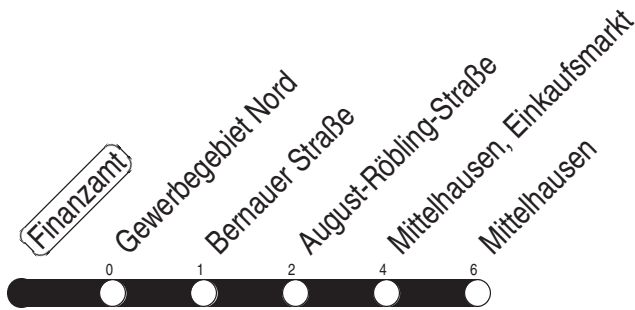 Finanzamt
Gewerbegebiet Nord
Bernauer Straße
August-Röbling-Straße
Mittelhausen, Einkaufsmarkt
Mittelhausen
0 1 2 4 6